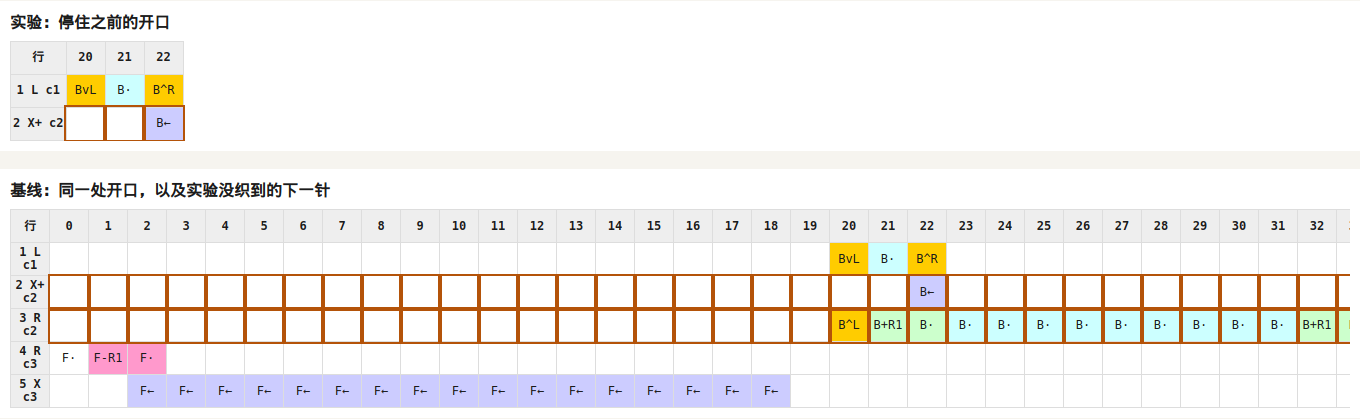 实验: 停住之前的开口
行 20 21 22
1 L c1 BvL B· B^R
2 X+ c2 B←
基线: 同一处开口，以及实验没织到的下一针
行 0 1 2 3 4 5 6 7 8 9 10 11 12 13 14 15 16 17 18 19 20 21 22 23 24 25 26 27 28 29 30 31 32
1 L c1 BvL B· B^R
2 X+ c2 B←
3 R c2 B^L B+R1 B· B· B· B· B· B· B· B· B· B· B+R1
4 R c3 F· F-R1 F·
5 X c3 F← F← F← F← F← F← F← F← F← F← F← F← F← F← F← F← F←